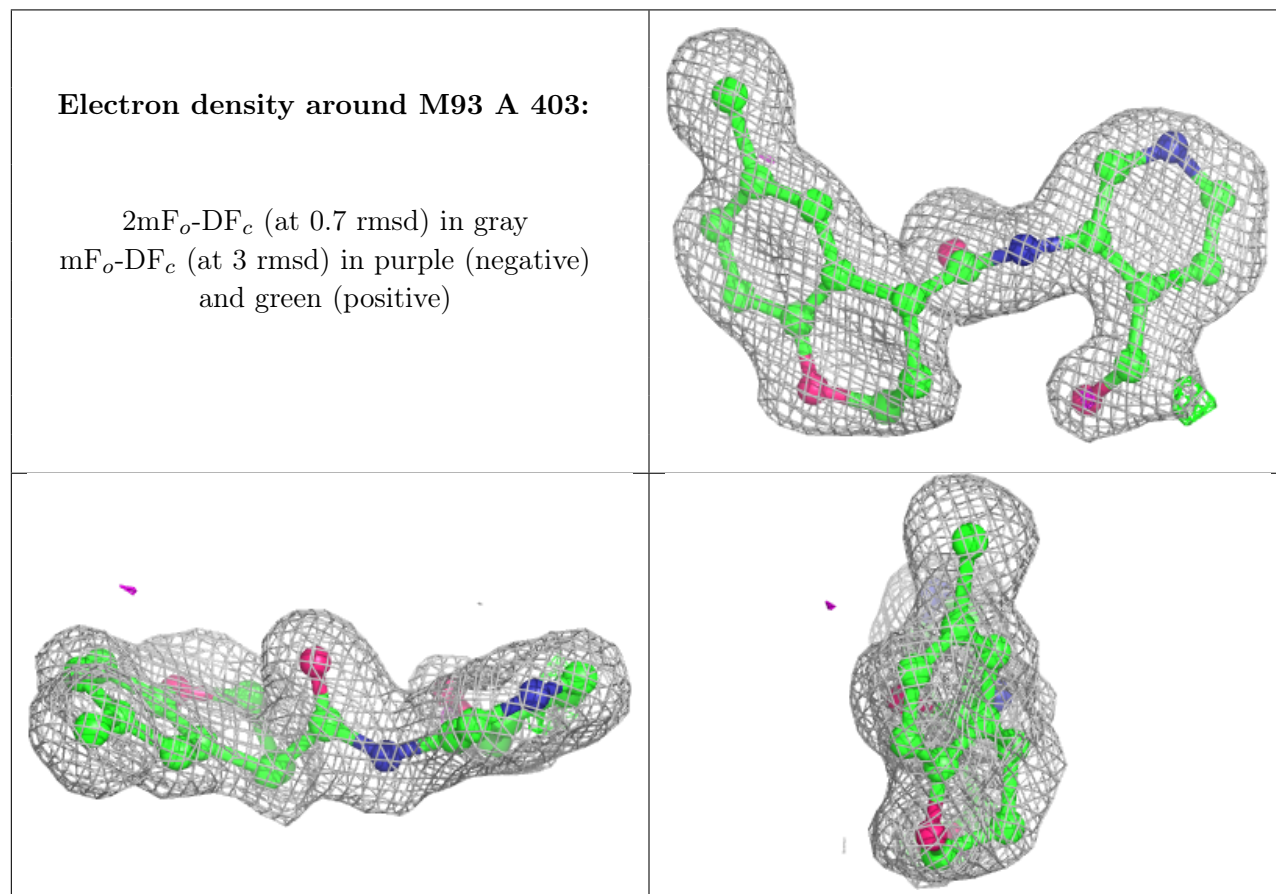 Electron density around M93 A 403:
2mFo-DFc (at 0.7 rmsd) in gray
mFo-DFc (at 3 rmsd) in purple (negative)
and green (positive)